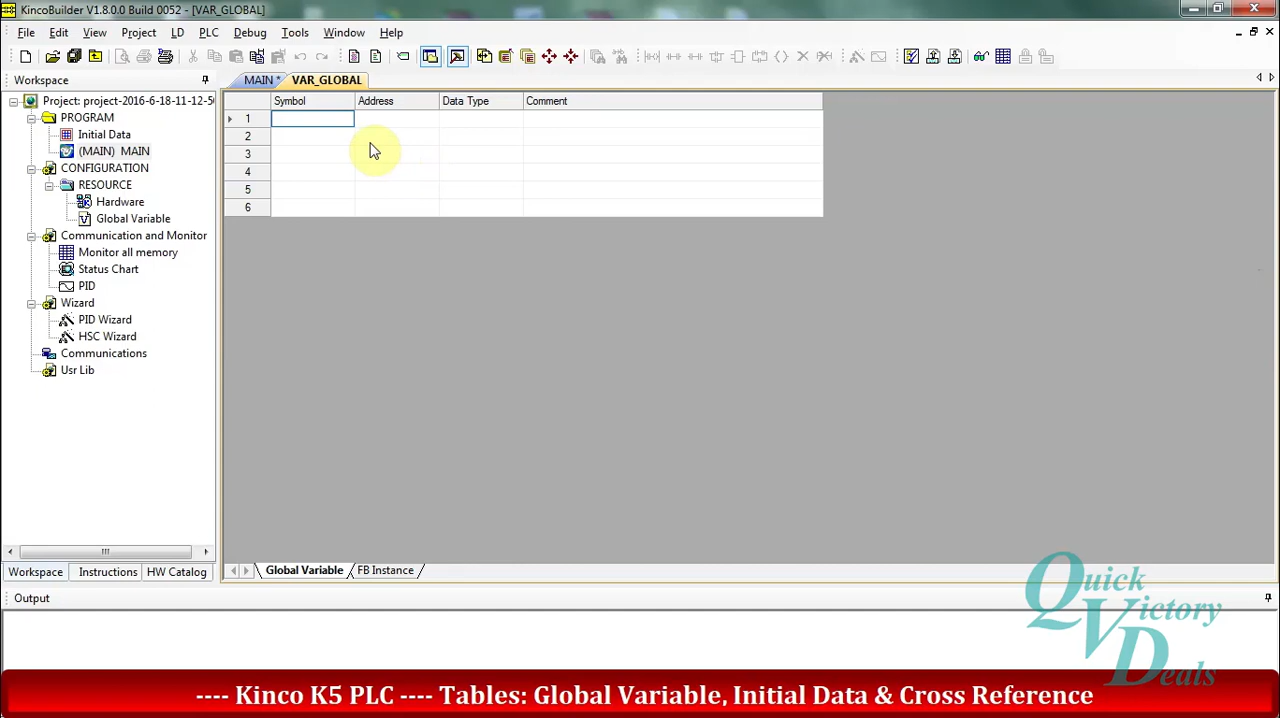 KincoBuilder V1.8.0.0 Build 0052 - [VAR_GLOBAL]
File Edit View Project LD PLC Debug Tools Window Help
Workspace
MAIN * VAR_GLOBAL
Project: project-2016-6-18-11-12-5
PROGRAM
Initial Data
(MAIN) MAIN
CONFIGURATION
RESOURCE
Hardware
Global Variable
Communication and Monitor
Monitor all memory
Status Chart
PID
Wizard
PID Wizard
HSC Wizard
Communications
Usr Lib
Symbol Address Data Type Comment
1
2
3
4
5
6
Global Variable FB Instance
Workspace Instructions HW Catalog
Output
Quick
Victory
Deals
---- Kinco K5 PLC ---- Tables: Global Variable, Initial Data & Cross Reference